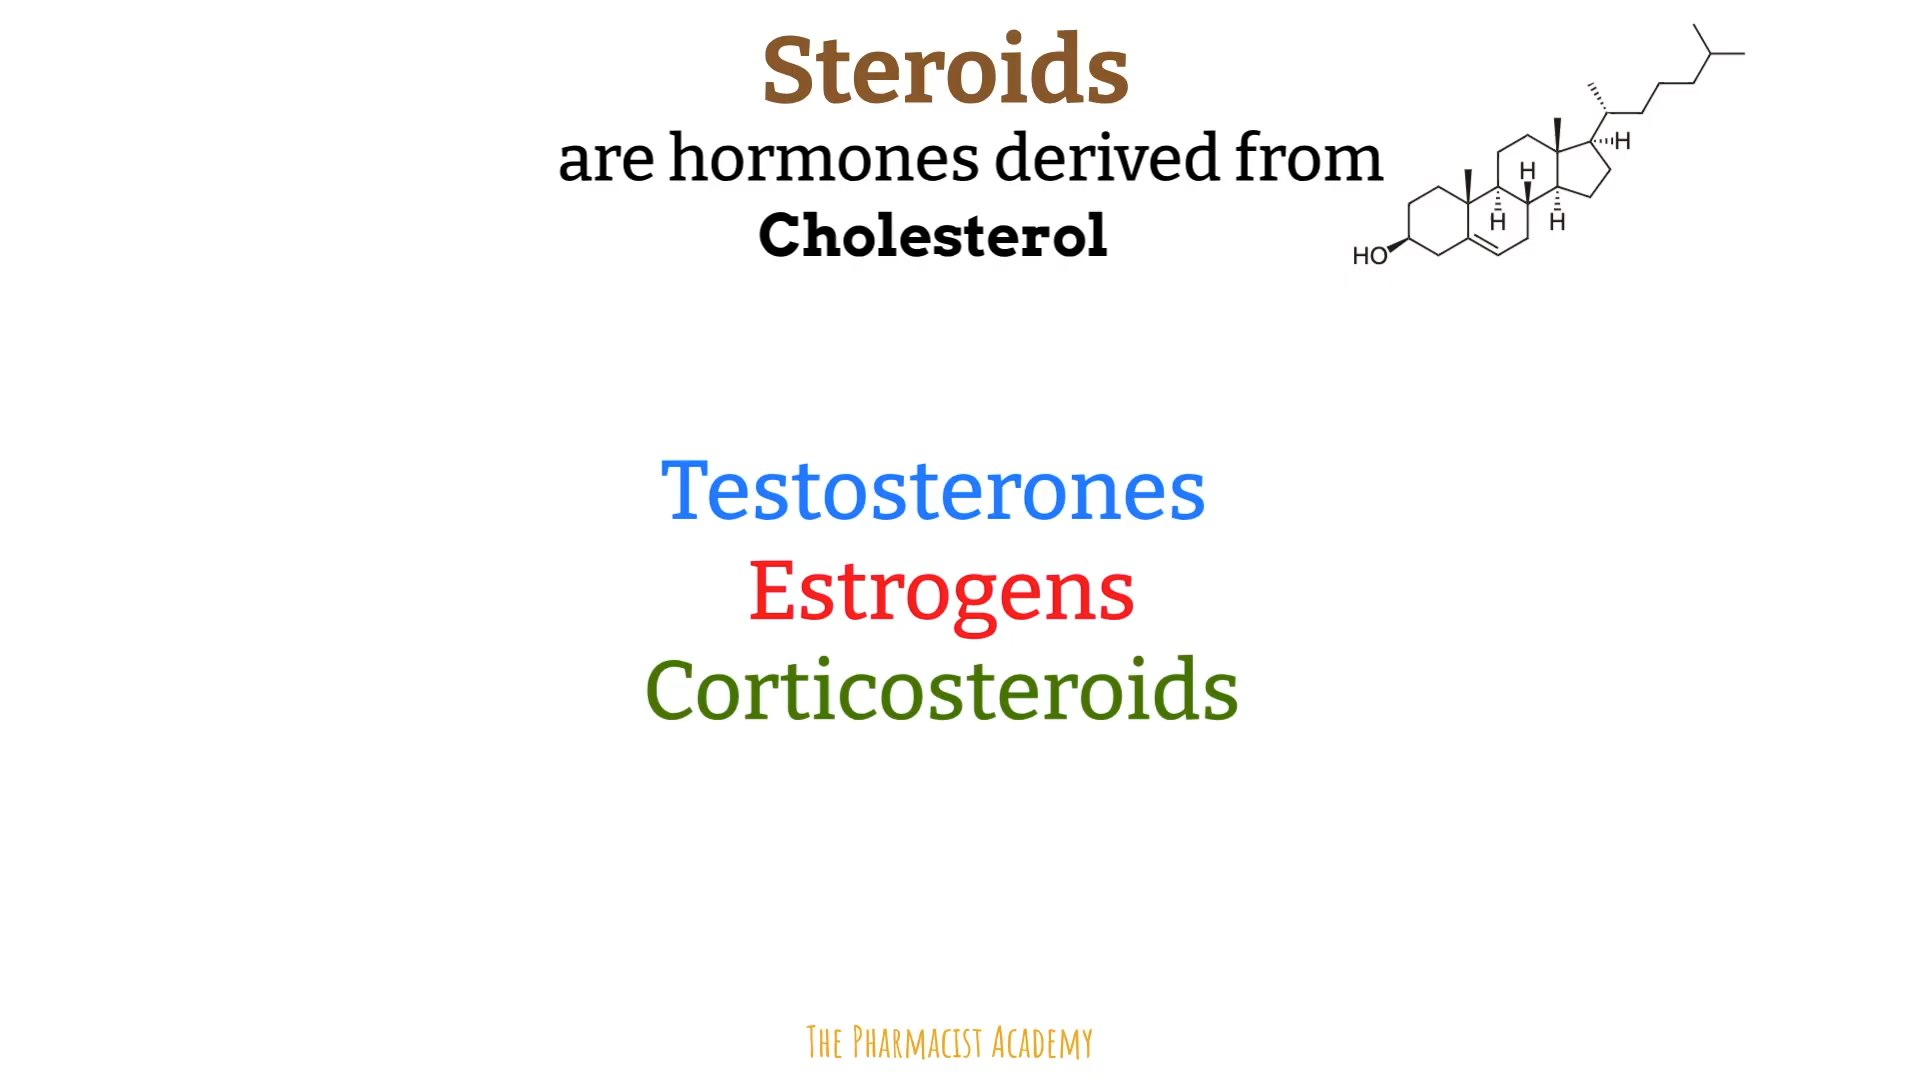 Steroids
are hormones derived from
Cholesterol
H
H
H
H
HO
Testosterones
Estrogens
Corticosteroids
The Pharmacist Academy